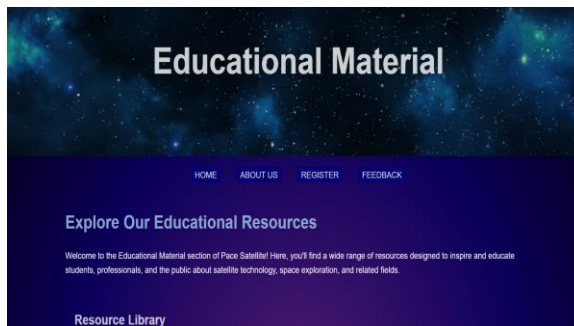 Educational Material
HOME ABOUT US REGISTER FEEDBACK
Explore Our Educational Resources
Welcome to the Educational Material section of Pace Satellite! Here, you'll find a wide range of resources designed to inspire and educate
students, professionals, and the public about satellite technology, space exploration, and related fields.
Resource Library